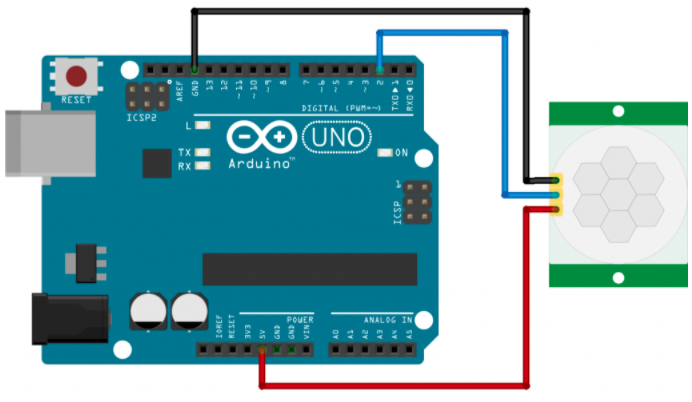 RESET
ICSP2
AREF
GND
13
12
~11
~10
~9
8
7
~6
~5
4
~3
2
TXD▶1
RXD◀0
DIGITAL (PWM=~)
L
TX
RX
Arduino™
UNO
ON
1
ICSP
POWER
ANALOG IN
IOREF
RESET
3V3
5V
GND
GND
VIN
A0
A1
A2
A3
A4
A5